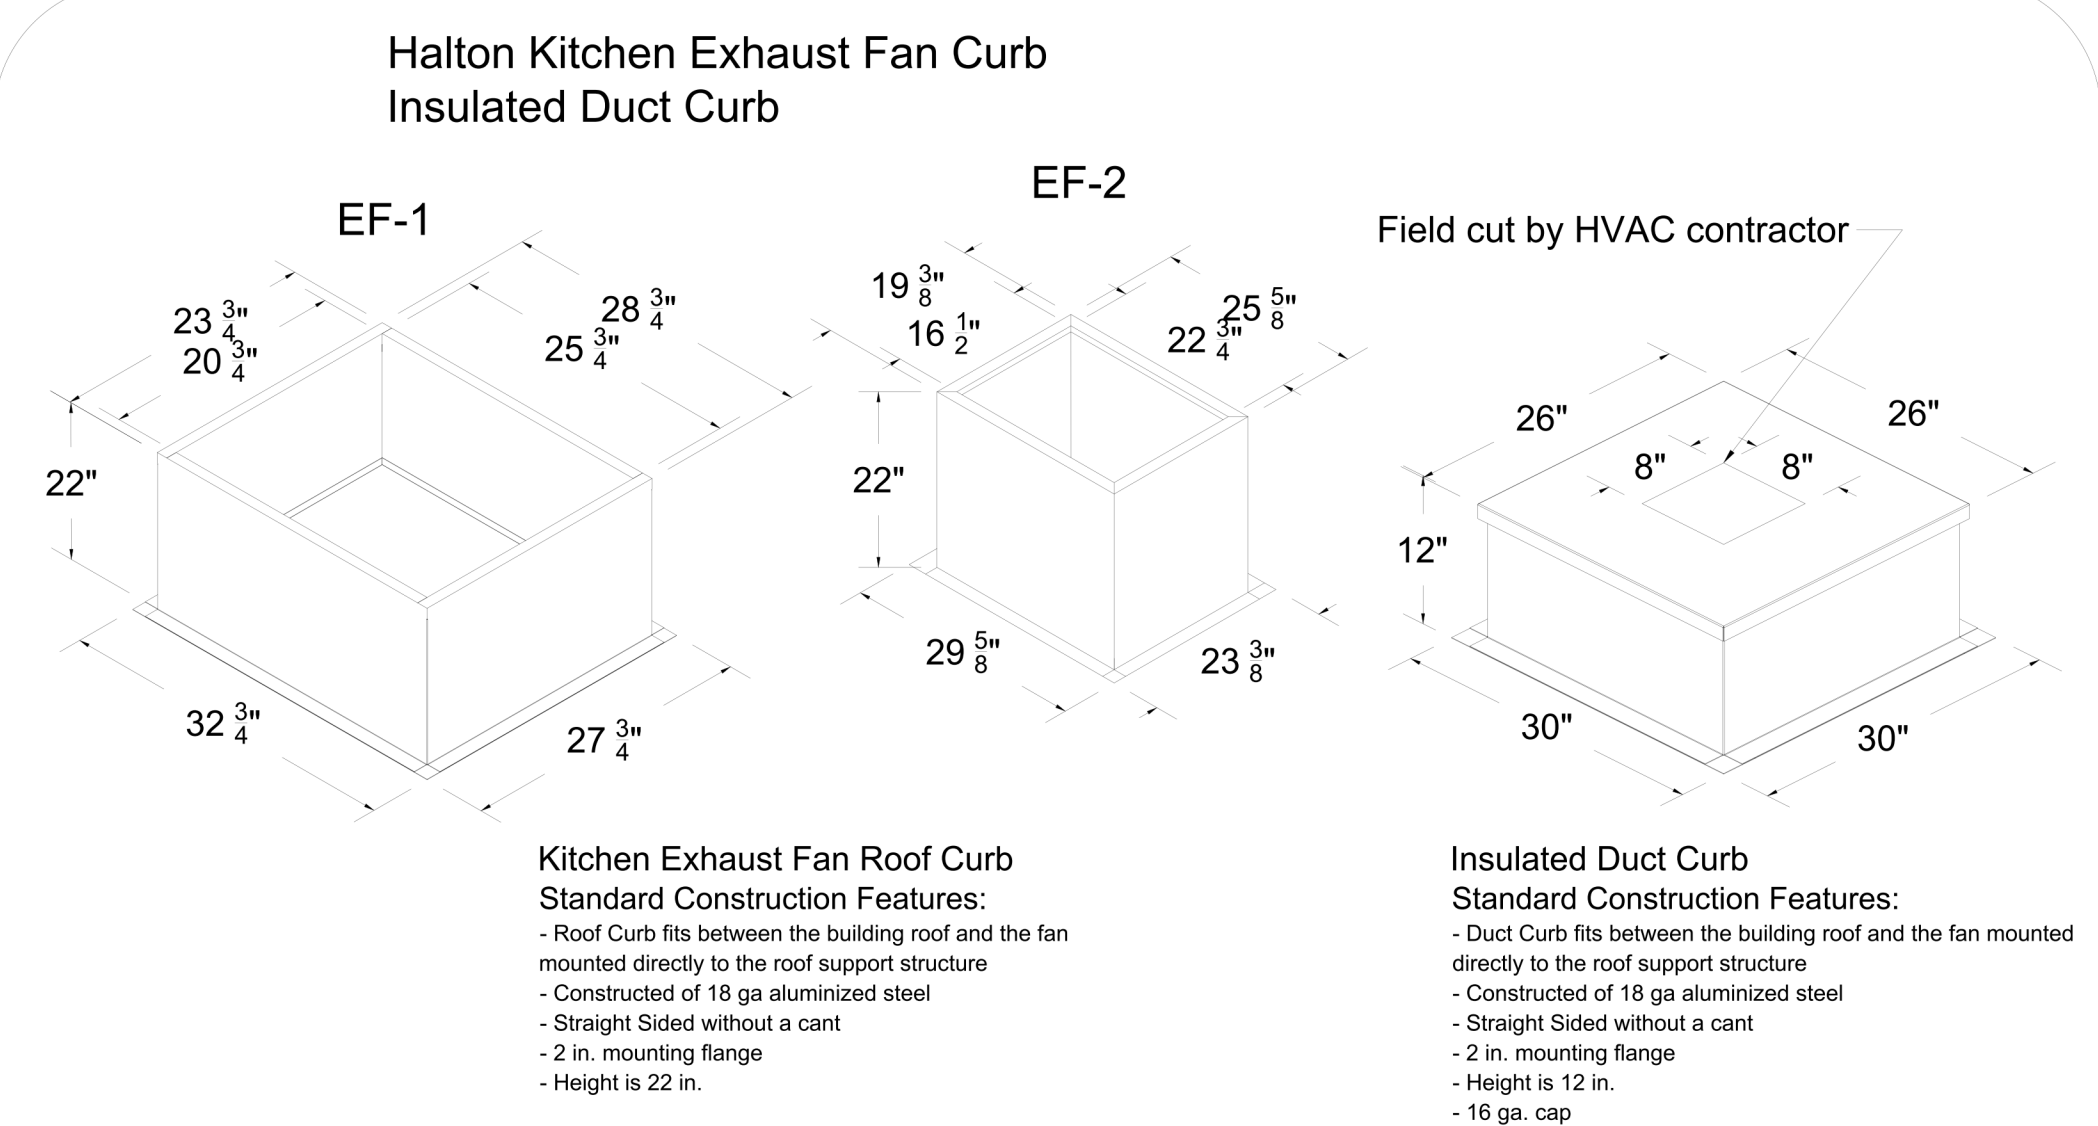 Halton Kitchen Exhaust Fan Curb
Insulated Duct Curb
EF-1
23 3/4"
20 3/4"
28 3/4"
25 3/4"
22"
32 3/4"
27 3/4"
EF-2
19 3/8"
16 1/2"
25 5/8"
22 3/4"
22"
29 5/8"
23 3/8"
Field cut by HVAC contractor
26"
26"
8"
8"
12"
30"
30"
Kitchen Exhaust Fan Roof Curb
Standard Construction Features:
- Roof Curb fits between the building roof and the fan
mounted directly to the roof support structure
- Constructed of 18 ga aluminized steel
- Straight Sided without a cant
- 2 in. mounting flange
- Height is 22 in.
Insulated Duct Curb
Standard Construction Features:
- Duct Curb fits between the building roof and the fan mounted
directly to the roof support structure
- Constructed of 18 ga aluminized steel
- Straight Sided without a cant
- 2 in. mounting flange
- Height is 12 in.
- 16 ga. cap